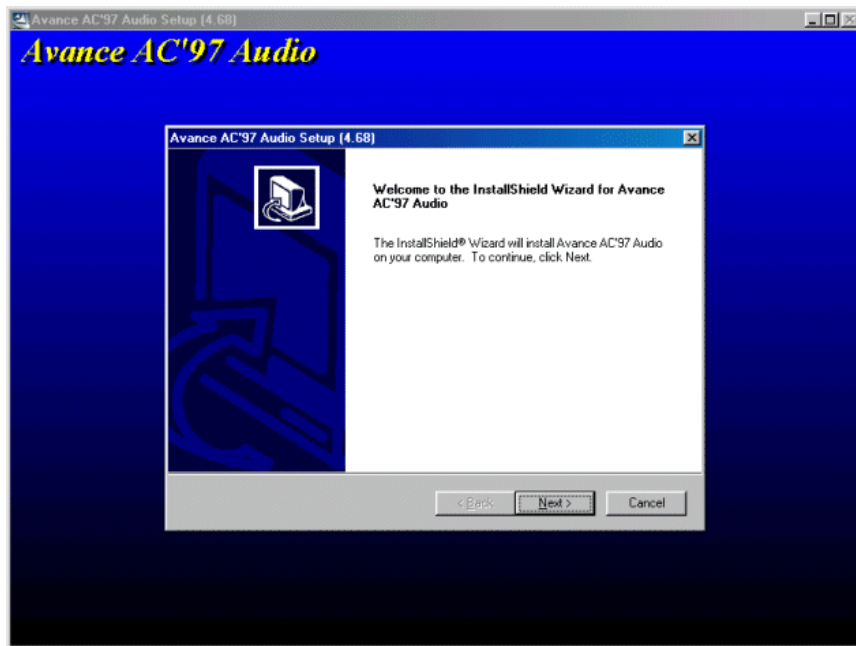 Avance AC'97 Audio Setup (4.68)
Avance AC'97 Audio
Avance AC'97 Audio Setup (4.68)
Welcome to the InstallShield Wizard for Avance
AC'97 Audio
The InstallShield® Wizard will install Avance AC'97 Audio
on your computer. To continue, click Next.
< Back
Next >
Cancel